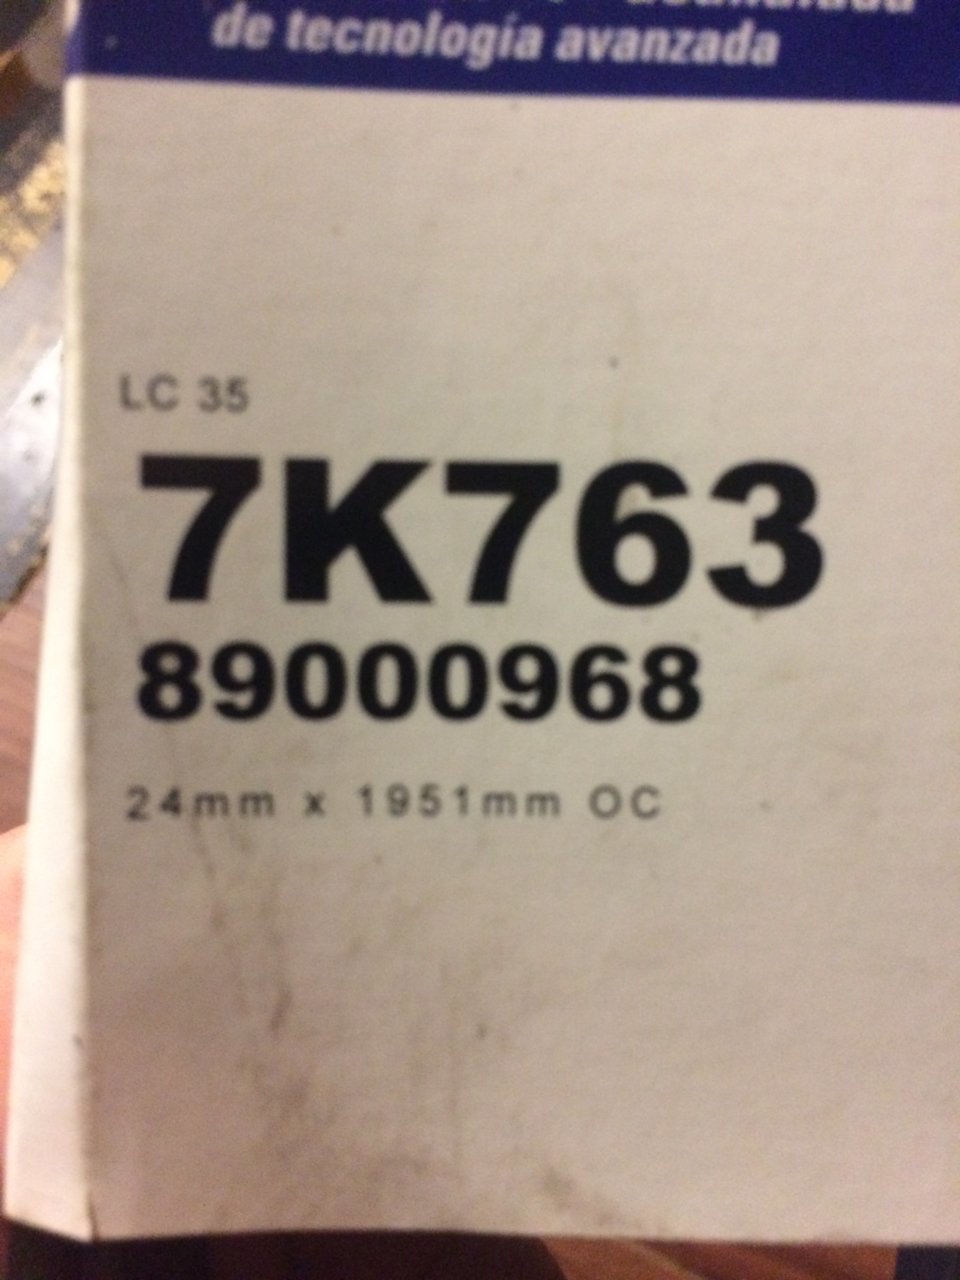 de tecnología avanzada
LC 35
7K763
89000968
24mm x 1951mm OC